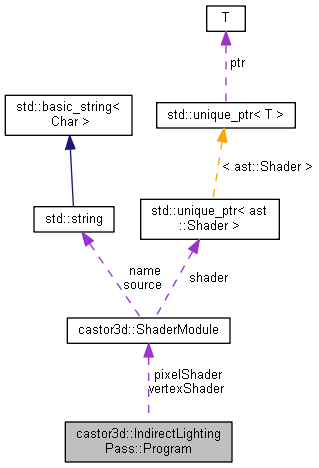 T
ptr
std::basic_string<
Char >
std::unique_ptr< T >
< ast::Shader >
std::string
std::unique_ptr< ast
::Shader >
name
source
shader
castor3d::ShaderModule
pixelShader
vertexShader
castor3d::IndirectLighting
Pass::Program